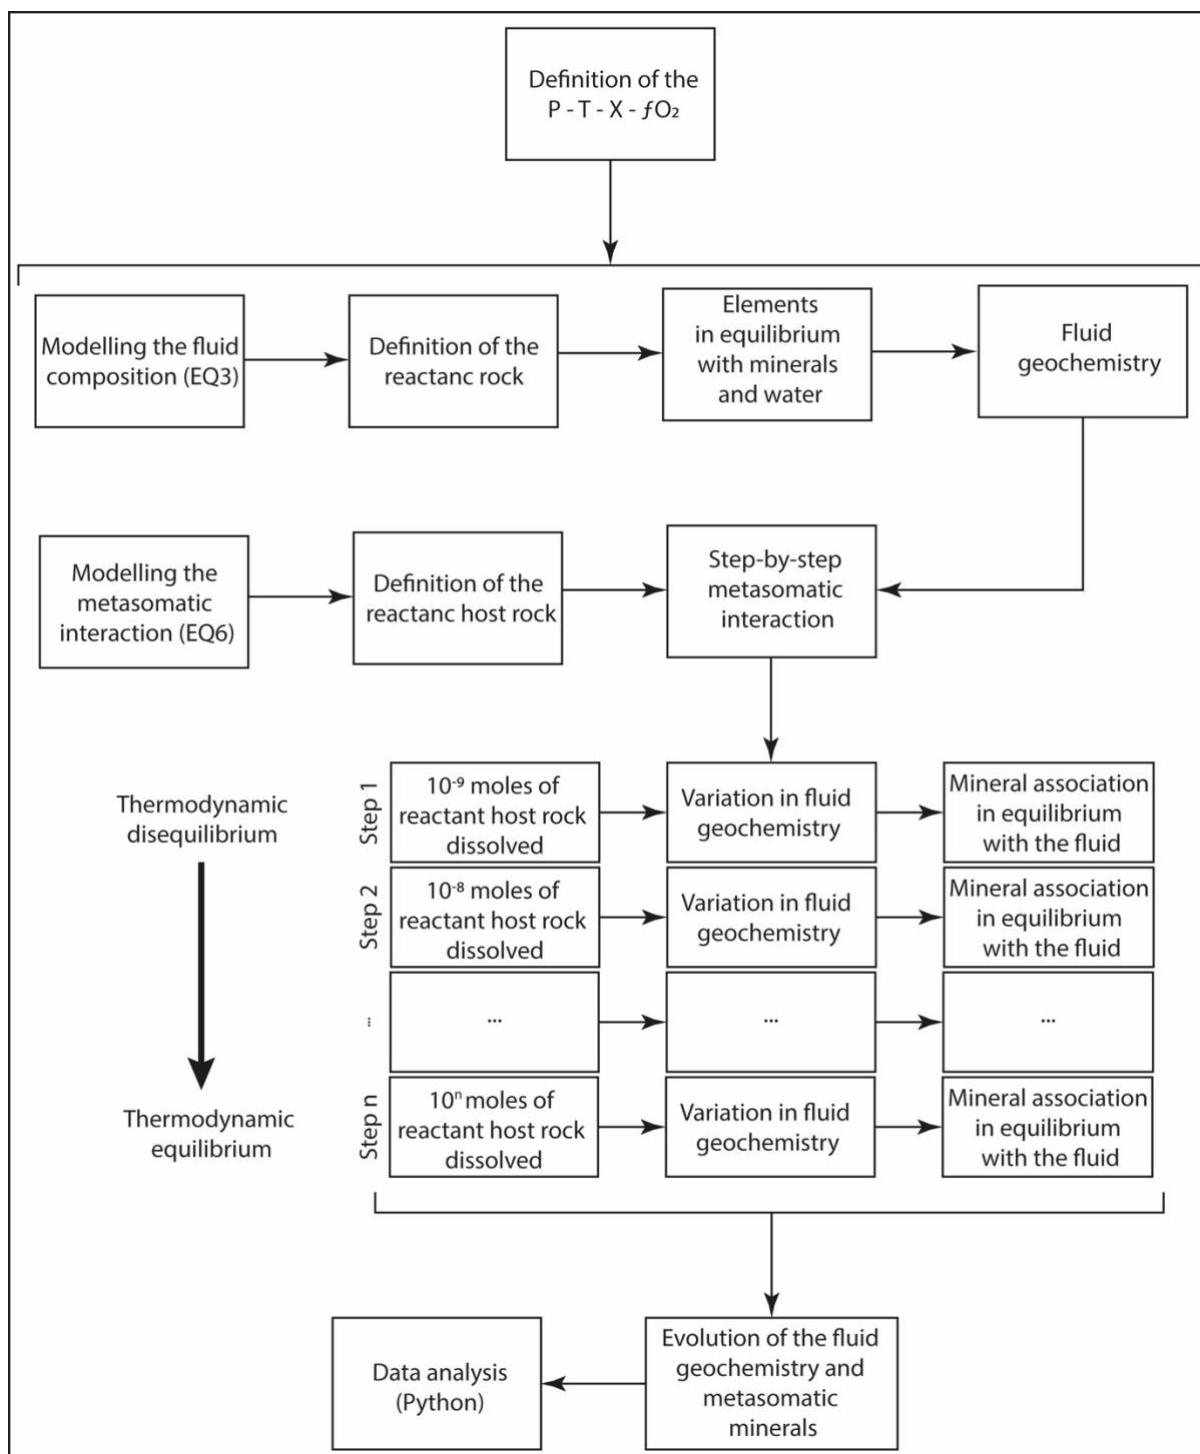 Definition of the
P - T - X - ƒO₂
Modelling the fluid
composition (EQ3)
Definition of the
reactanc rock
Elements
in equilibrium
with minerals
and water
Fluid
geochemistry
Modelling the
metasomatic
interaction (EQ6)
Definition of the
reactanc host rock
Step-by-step
metasomatic
interaction
Thermodynamic
disequilibrium
Thermodynamic
equilibrium
Step 1
10⁻⁹ moles of
reactant host rock
dissolved
Variation in fluid
geochemistry
Mineral association
in equilibrium
with the fluid
Step 2
10⁻⁸ moles of
reactant host rock
dissolved
Variation in fluid
geochemistry
Mineral association
in equilibrium
with the fluid
...
...
...
...
Step n
10ⁿ moles of
reactant host rock
dissolved
Variation in fluid
geochemistry
Mineral association
in equilibrium
with the fluid
Data analysis
(Python)
Evolution of the fluid
geochemistry and
metasomatic
minerals